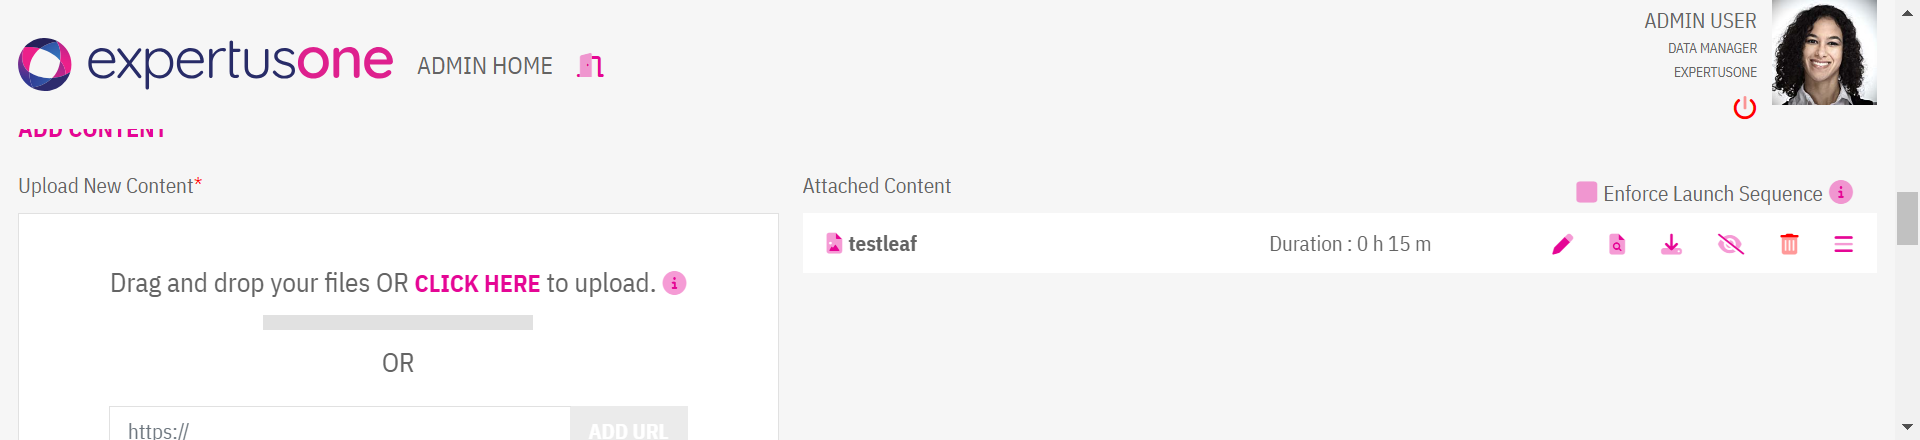 expertusone
ADMIN HOME
ADMIN USER
DATA MANAGER
EXPERTUSONE
ADD CONTENT
Upload New Content*
Attached Content
Enforce Launch Sequence
testleaf
Duration : 0 h 15 m
Drag and drop your files OR CLICK HERE to upload.
OR
https://
ADD URL